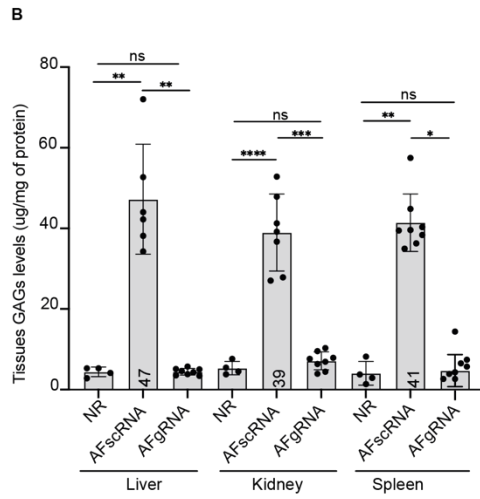 B
Tissues GAGs levels (ug/mg of protein)
80
60
40
20
0
ns
** **
ns
**** ***
ns
** *
47
39
41
NR AFscRNA AFgRNA NR AFscRNA AFgRNA NR AFscRNA AFgRNA
Liver Kidney Spleen